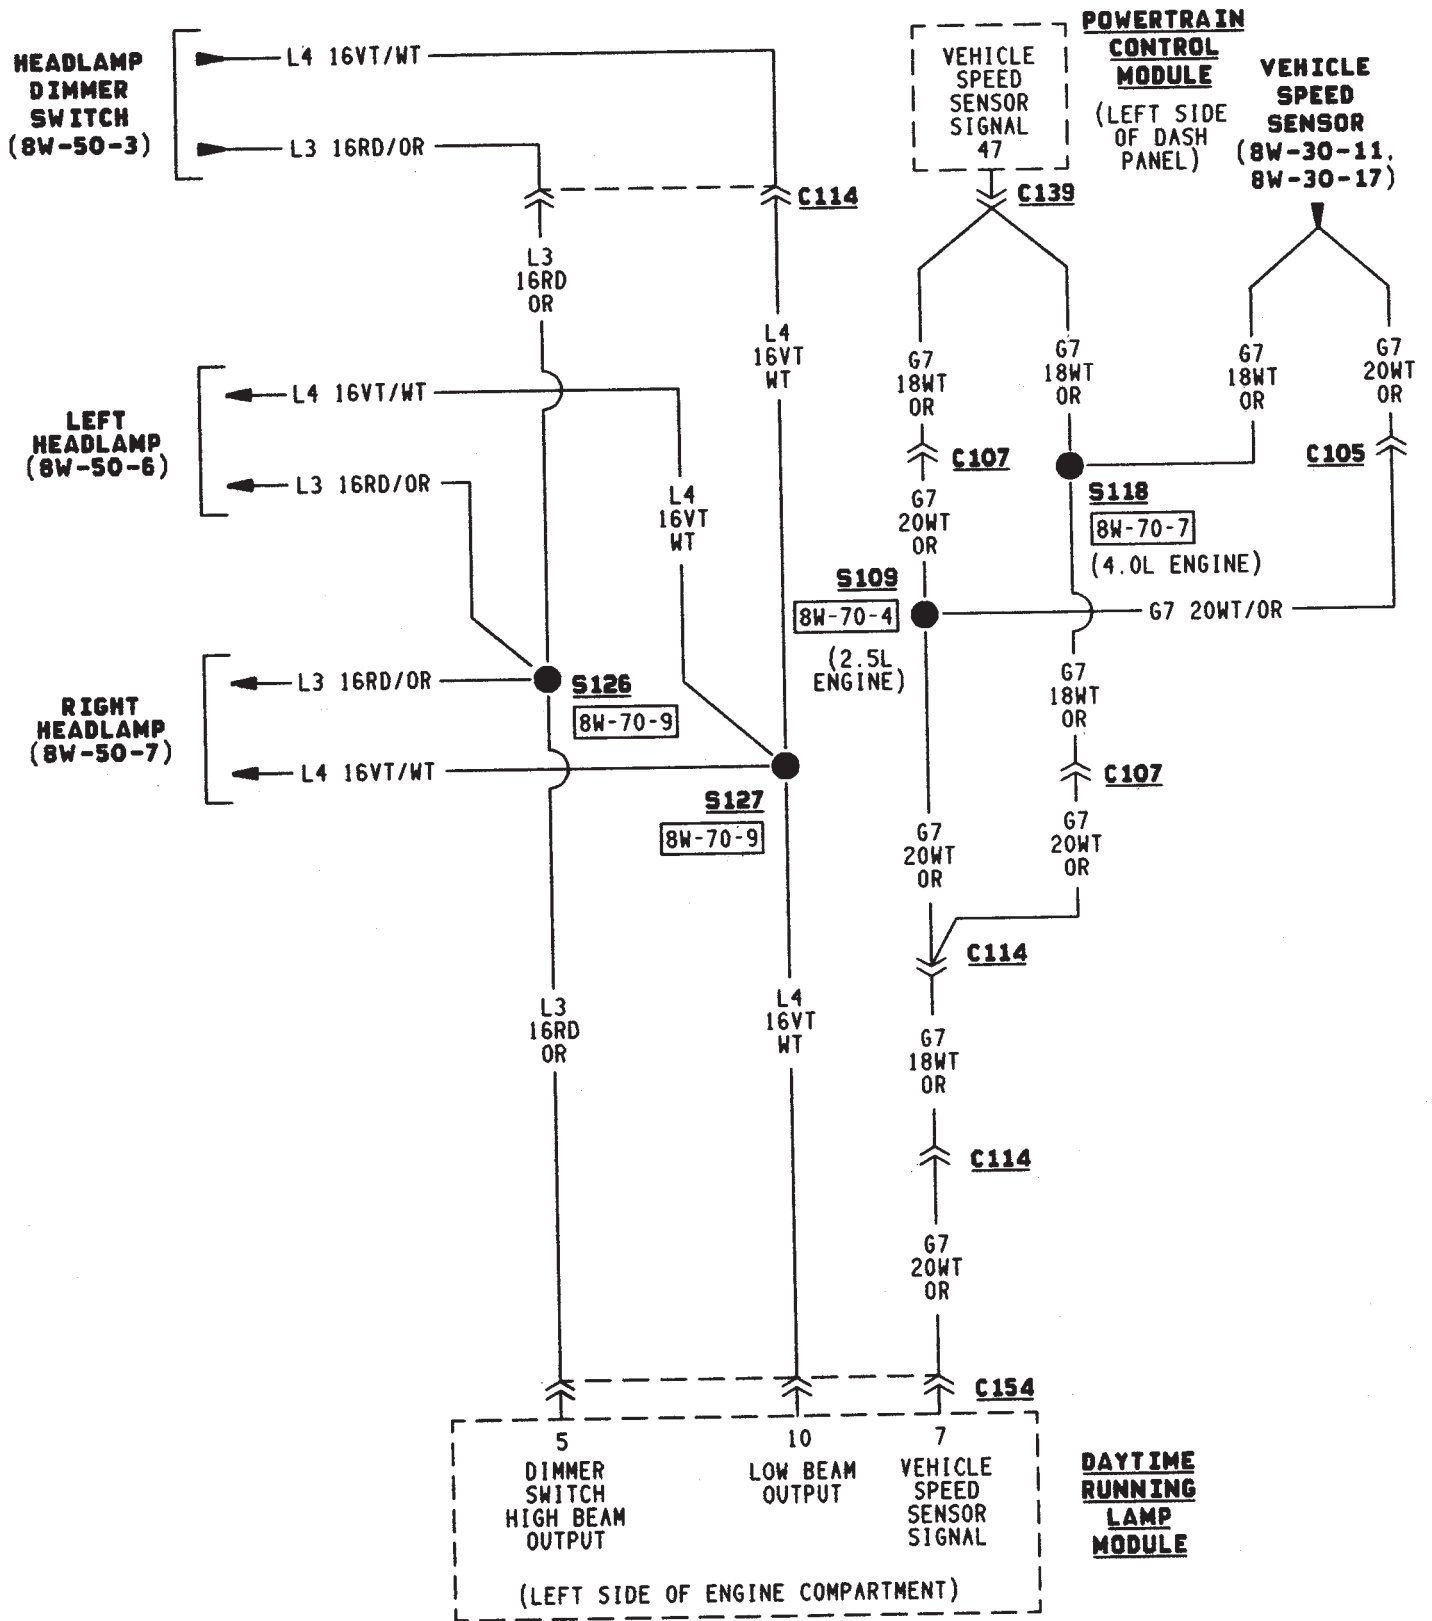 HEADLAMP
DIMMER
SWITCH
(8W-50-3)
L4 16VT/WT
L3 16RD/OR
C114
VEHICLE
SPEED
SENSOR
SIGNAL
47
POWERTRAIN
CONTROL
MODULE
(LEFT SIDE
OF DASH
PANEL)
VEHICLE
SPEED
SENSOR
(8W-30-11,
8W-30-17)
C139
L3
16RD
OR
L4
16VT
WT
G7
18WT
OR
G7
18WT
OR
G7
18WT
OR
G7
20WT
OR
LEFT
HEADLAMP
(8W-50-6)
L4 16VT/WT
L3 16RD/OR
L4
16VT
WT
C107
G7
20WT
OR
S118
8W-70-7
(4.0L ENGINE)
C105
S109
8W-70-4
(2.5L
ENGINE)
G7 20WT/OR
RIGHT
HEADLAMP
(8W-50-7)
L3 16RD/OR
L4 16VT/WT
S126
8W-70-9
S127
8W-70-9
G7
18WT
OR
C107
G7
20WT
OR
G7
20WT
OR
C114
L3
16RD
OR
L4
16VT
WT
G7
18WT
OR
C114
G7
20WT
OR
C154
5
DIMMER
SWITCH
HIGH BEAM
OUTPUT
10
LOW BEAM
OUTPUT
7
VEHICLE
SPEED
SENSOR
SIGNAL
(LEFT SIDE OF ENGINE COMPARTMENT)
DAYTIME
RUNNING
LAMP
MODULE